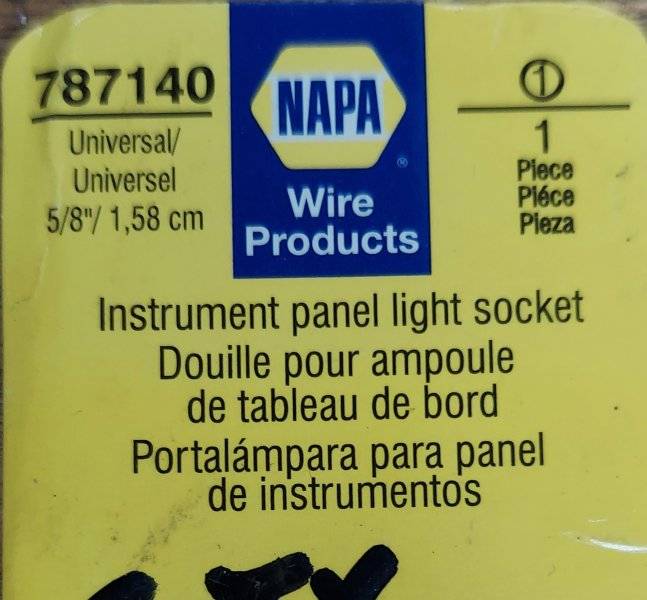 787140
Universal/
Universel
5/8"/ 1,58 cm
NAPA
®
Wire
Products
1
1
Piece
Piéce
Pieza
Instrument panel light socket
Douille pour ampoule
de tableau de bord
Portalámpara para panel
de instrumentos